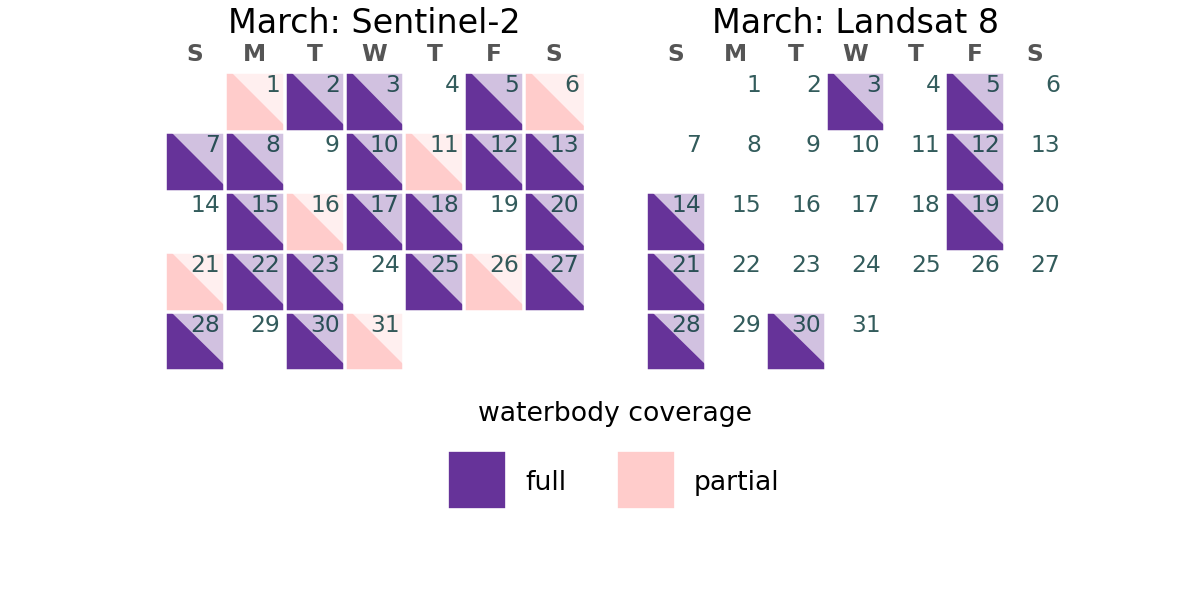 March: Sentinel-2
S M T W T F S
1 2 3 4 5 6
7 8 9 10 11 12 13
14 15 16 17 18 19 20
21 22 23 24 25 26 27
28 29 30 31
March: Landsat 8
S M T W T F S
1 2 3 4 5 6
7 8 9 10 11 12 13
14 15 16 17 18 19 20
21 22 23 24 25 26 27
28 29 30 31
waterbody coverage
full partial